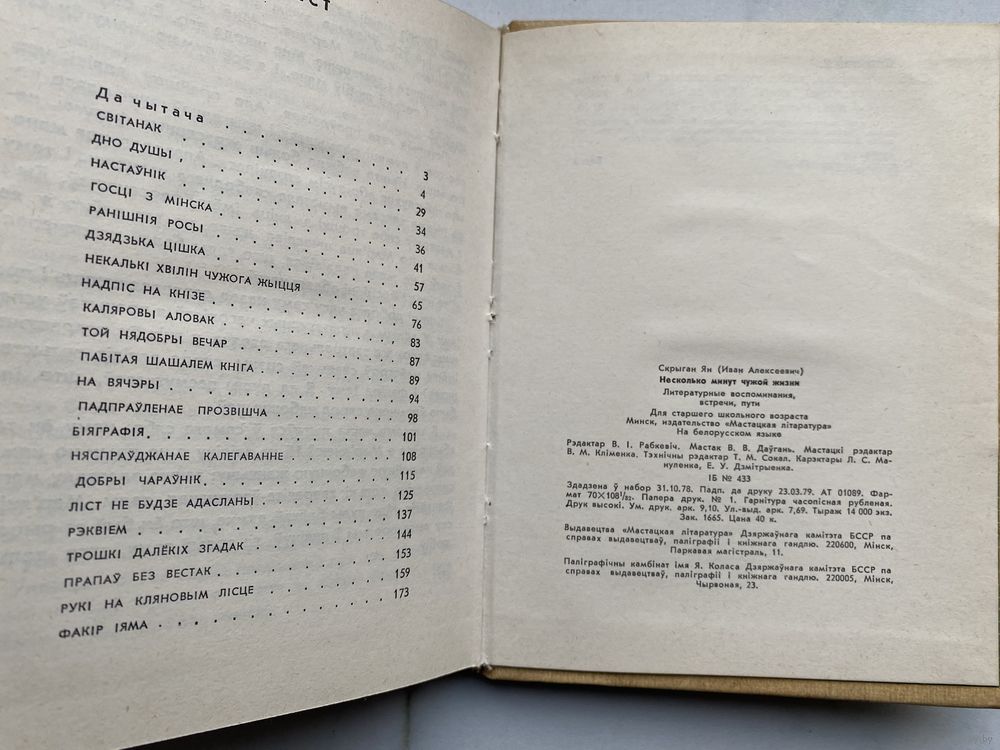 СТ
Да чытача . . . . . 3
СВІТАНАК . . . . . 4
ДНО ДУШЫ . . . . . 29
НАСТАЎНІК . . . . . 34
ГОСЦІ З МІНСКА . . . . . 36
РАНІШНІЯ РОСЫ . . . . . 41
ДЗЯДЗЬКА ЦІШКА . . . . . 57
НЕКАЛЬКІ ХВІЛІН ЧУЖОГА ЖЫЦЦЯ . . . . . 65
НАДПІС НА КНІЗЕ . . . . . 76
КАЛЯРОВЫ АЛОВАК . . . . . 83
ТОЙ НЯДОБРЫ ВЕЧАР . . . . . 87
ПАБІТАЯ ШАШАЛЕМ КНІГА . . . . . 89
НА ВЯЧЭРЫ . . . . . 94
ПАДПРАЎЛЕНАЕ ПРОЗВІШЧА . . . . . 98
БІЯГРАФІЯ . . . . . 101
НЯСПРАЎДЖАНАЕ КАЛЕГАВАННЕ . . . . . 108
ДОБРЫ ЧАРАЎНІК . . . . . 115
ЛІСТ НЕ БУДЗЕ АДАСЛАНЫ . . . . . 125
РЭКВІЕМ . . . . . 137
ТРОШКІ ДАЛЁКІХ ЗГАДАК . . . . . 144
ПРАПАЎ БЕЗ ВЕСТАК . . . . . 153
РУКІ НА КЛЯНОВЫМ ЛІСЦЕ . . . . . 159
ФАКІР ІЯМА . . . . . 173
Скрыган Ян (Иван Алексеевич)
Несколько минут чужой жизни
Литературные воспоминания,
встречи, пути
Для старшего школьного возраста
Минск, издательство «Мастацкая літаратура»
На белорусском языке
Рэдактар В. І. Рабкевіч. Мастак В. В. Даўгань. Мастацкі рэдактар
В. М. Кліменка. Тэхнічны рэдактар Т. М. Сокал. Карэктары Л. С. Ма-
нуленка, Е. У. Дзмітрыенка.
ІБ № 433
Здадзена ў набор 31.10.78. Падп. да друку 23.03.79. АТ 01089. Фар-
мат 70×108¹/₃₂. Папера друк. № 1. Гарнітура часопісная рубленая.
Друк высокі. Ум. друк. арк. 9,10. Ул.-выд. арк. 7,69. Тыраж 14 000 экз.
Зак. 1665. Цана 40 к.
Выдавецтва «Мастацкая літаратура» Дзяржаўнага камітэта БССР па
справах выдавецтваў, паліграфіі і кніжнага гандлю. 220600, Мінск,
Паркавая магістраль, 11.
Паліграфічны камбінат імя Я. Коласа Дзяржаўнага камітэта БССР па
справах выдавецтваў, паліграфіі і кніжнага гандлю. 220005, Мінск,
Чырвоная, 23.